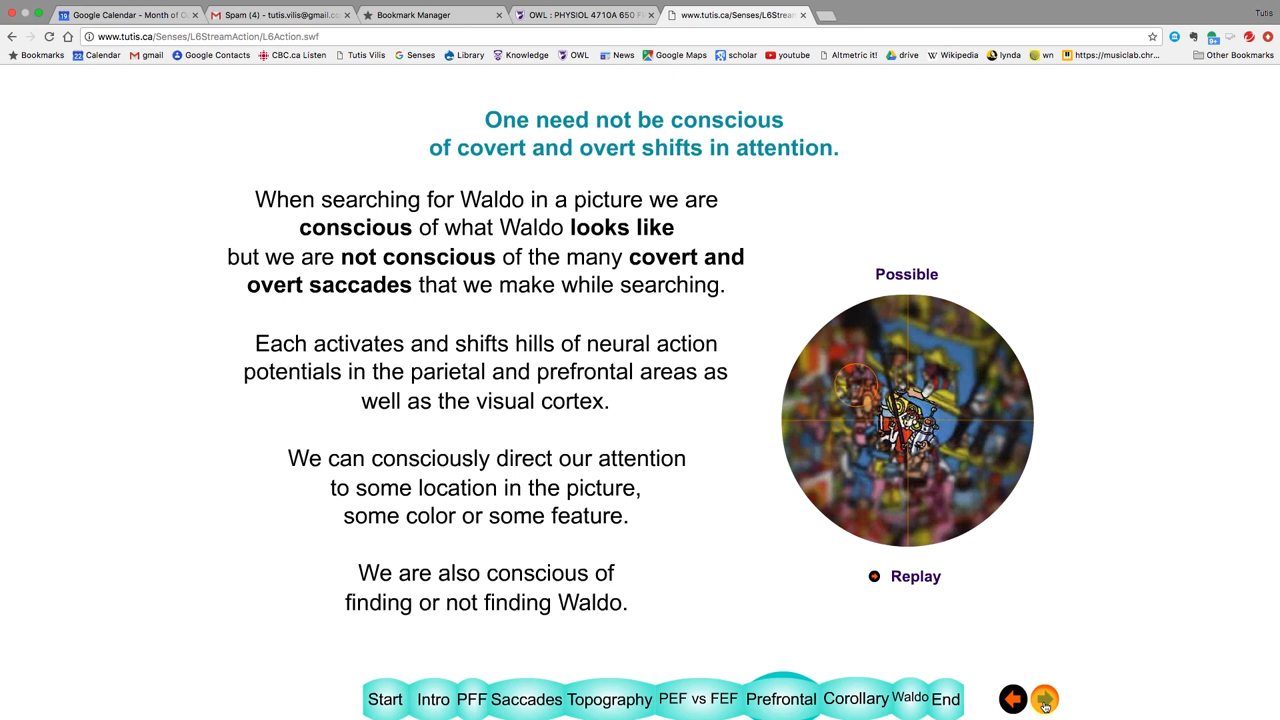 Google Calendar - Month of O
Spam (4) - tutis.vilis@gmail.co
Bookmark Manager
OWL : PHYSIOL 4710A 650 F
www.tutis.ca/Senses/L6Strea
Tutis
www.tutis.ca/Senses/L6StreamAction/L6Action.swf
Bookmarks Calendar gmail Google Contacts CBC.ca Listen Tutis Vilis Senses Library Knowledge OWL News Google Maps scholar youtube Altmetric it! drive Wikipedia lynda wn https://musiclab.chr... Other Bookmarks
One need not be conscious
of covert and overt shifts in attention.
When searching for Waldo in a picture we are
conscious of what Waldo looks like
but we are not conscious of the many covert and
overt saccades that we make while searching.
Each activates and shifts hills of neural action
potentials in the parietal and prefrontal areas as
well as the visual cortex.
We can consciously direct our attention
to some location in the picture,
some color or some feature.
We are also conscious of
finding or not finding Waldo.
Possible
Replay
Start Intro PFF Saccades Topography PEF vs FEF Prefrontal Corollary Waldo End